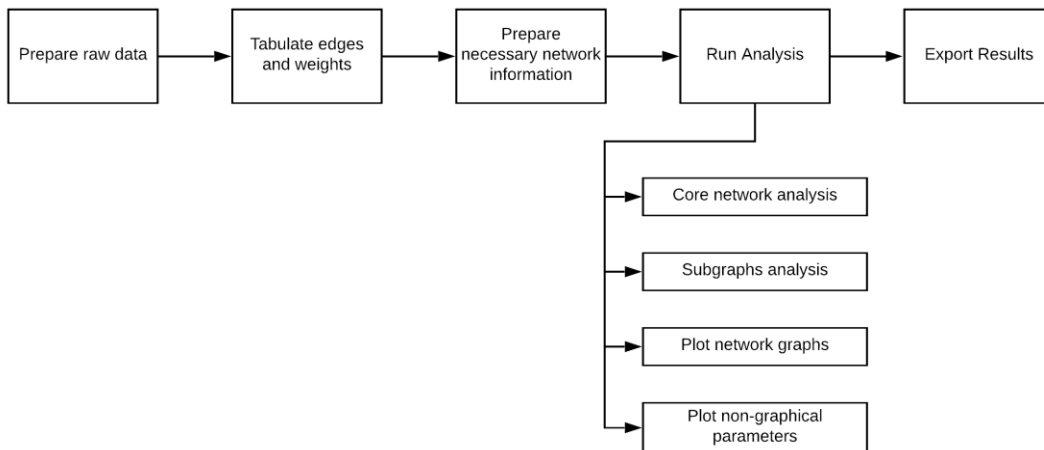 Prepare raw data
Tabulate edges
and weights
Prepare
necessary network
information
Run Analysis
Export Results
Core network analysis
Subgraphs analysis
Plot network graphs
Plot non-graphical
parameters